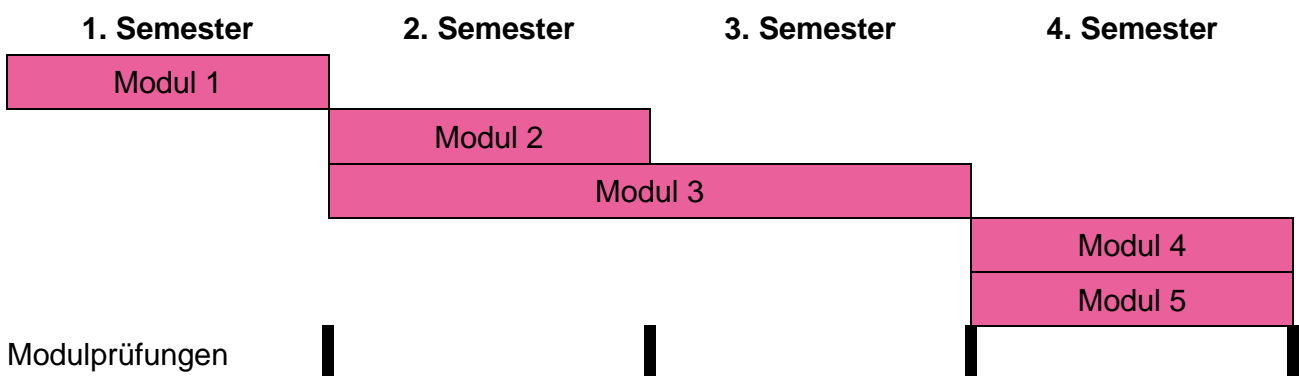 1. Semester 2. Semester 3. Semester 4. Semester
Modul 1
Modul 2
Modul 3
Modul 4
Modul 5
Modulprüfungen